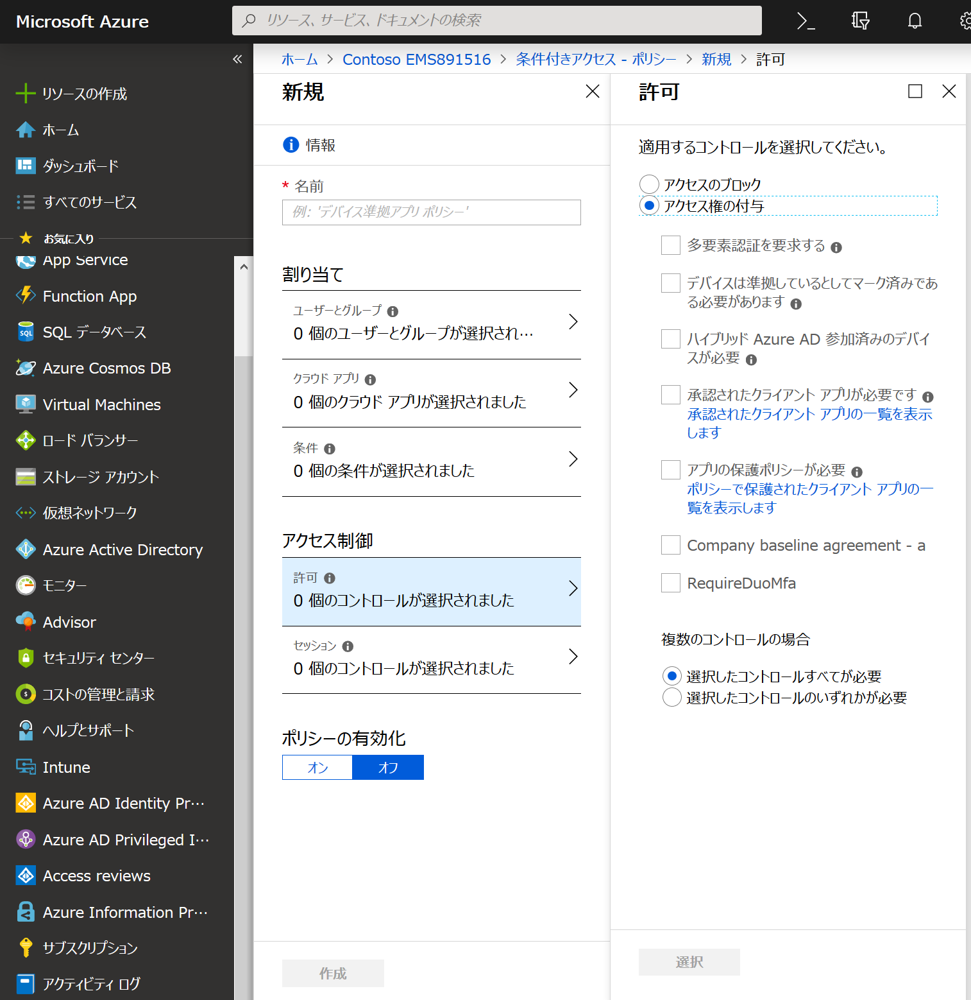 Microsoft Azure
リソース、サービス、ドキュメントの検索
リソースの作成
ホーム
ダッシュボード
すべてのサービス
お気に入り
App Service
Function App
SQL データベース
Azure Cosmos DB
Virtual Machines
ロード バランサー
ストレージ アカウント
仮想ネットワーク
Azure Active Directory
モニター
Advisor
セキュリティ センター
コストの管理と請求
ヘルプとサポート
Intune
Azure AD Identity Pr…
Azure AD Privileged I…
Access reviews
Azure Information Pr…
サブスクリプション
アクティビティ ログ
ホーム > Contoso EMS891516 > 条件付きアクセス - ポリシー > 新規 > 許可
新規
情報
* 名前
例: 'デバイス準拠アプリ ポリシー'
割り当て
ユーザーとグループ
0 個のユーザーとグループが選択され…
クラウド アプリ
0 個のクラウド アプリが選択されました
条件
0 個の条件が選択されました
アクセス制御
許可
0 個のコントロールが選択されました
セッション
0 個のコントロールが選択されました
ポリシーの有効化
オン オフ
作成
許可
適用するコントロールを選択してください。
アクセスのブロック
アクセス権の付与
多要素認証を要求する
デバイスは準拠しているとしてマーク済みであ
る必要があります
ハイブリッド Azure AD 参加済みのデバイ
スが必要
承認されたクライアント アプリが必要です
承認されたクライアント アプリの一覧を表示
します
アプリの保護ポリシーが必要
ポリシーで保護されたクライアント アプリの一
覧を表示します
Company baseline agreement - a
RequireDuoMfa
複数のコントロールの場合
選択したコントロールすべてが必要
選択したコントロールのいずれかが必要
選択